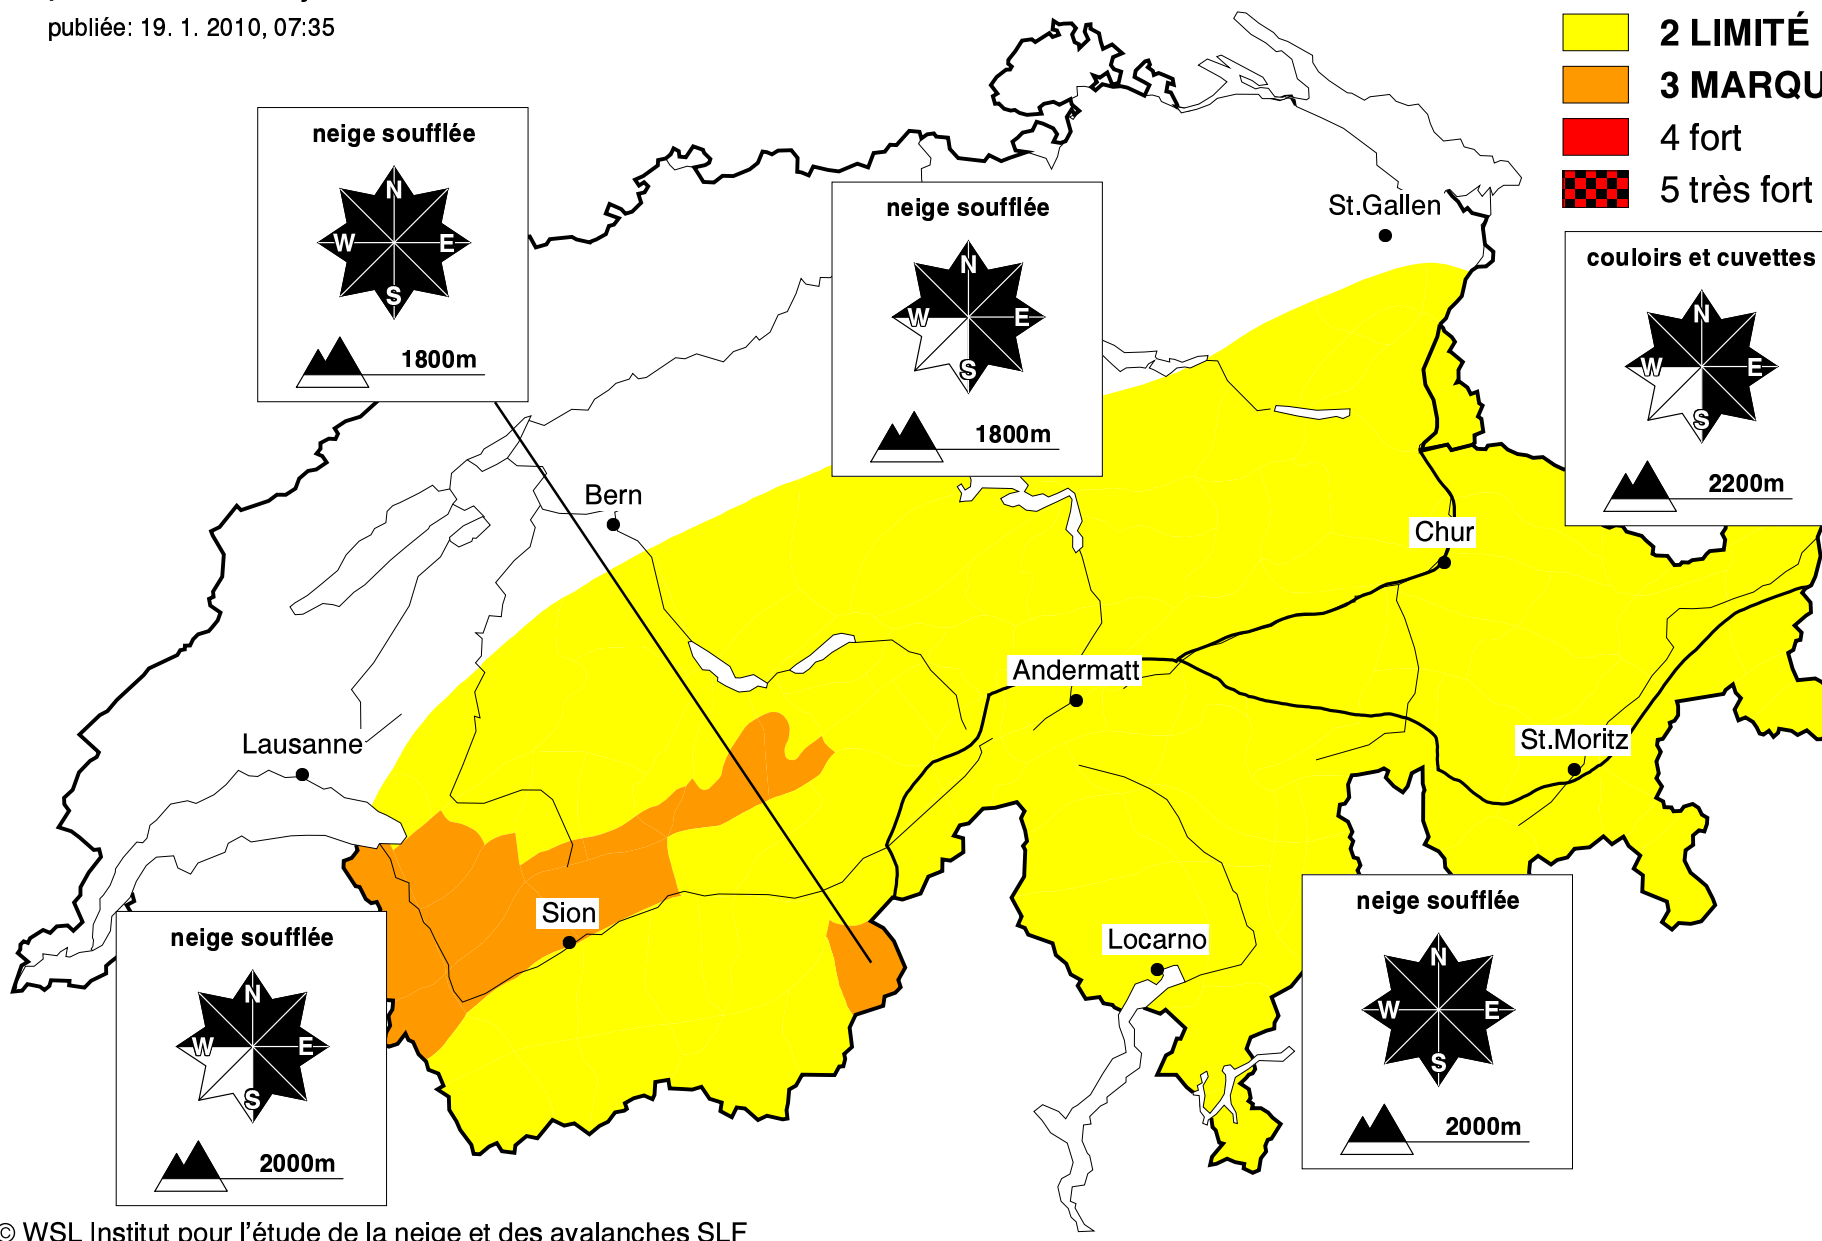 publiée: 19. 1. 2010, 07:35
2 LIMITÉ
3 MARQU
4 fort
5 très fort
neige soufflée
N
W E
S
1800m
neige soufflée
N
W E
S
1800m
St.Gallen
couloirs et cuvettes
N
W E
S
2200m
Bern
Chur
Andermatt
Lausanne
St.Moritz
Sion
Locarno
neige soufflée
N
W E
S
2000m
neige soufflée
N
W E
S
2000m
© WSL Institut pour l'étude de la neige et des avalanches SLF